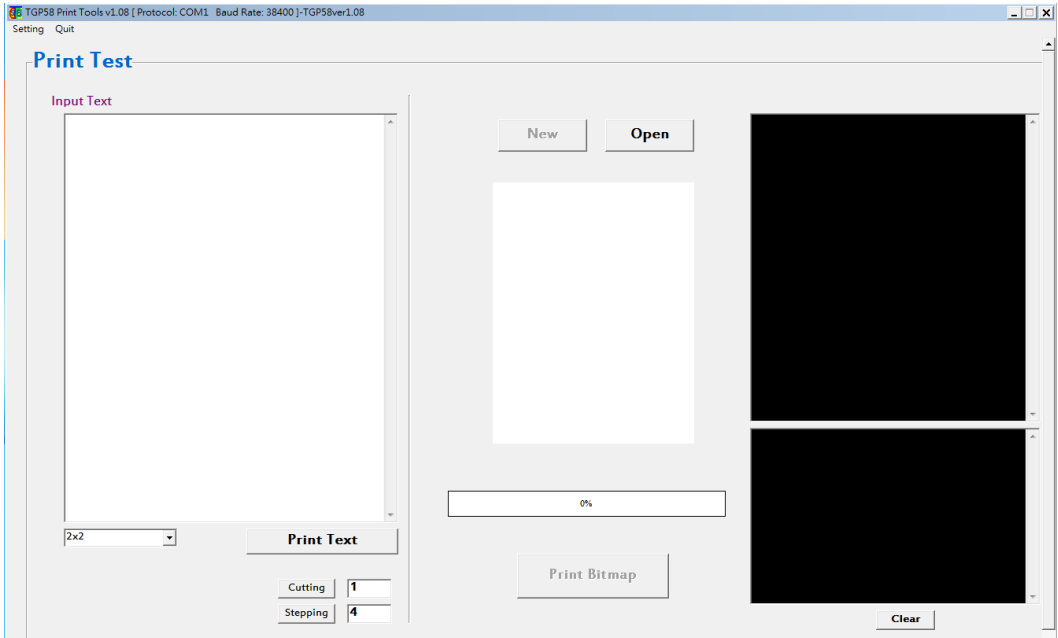 TGP58 Print Tools v1.08 [ Protocol: COM1 Baud Rate: 38400 ]-TGP58ver1.08
Setting Quit
Print Test
Input Text
New Open
0%
2x2
Print Text
Print Bitmap
Cutting 1
Stepping 4
Clear